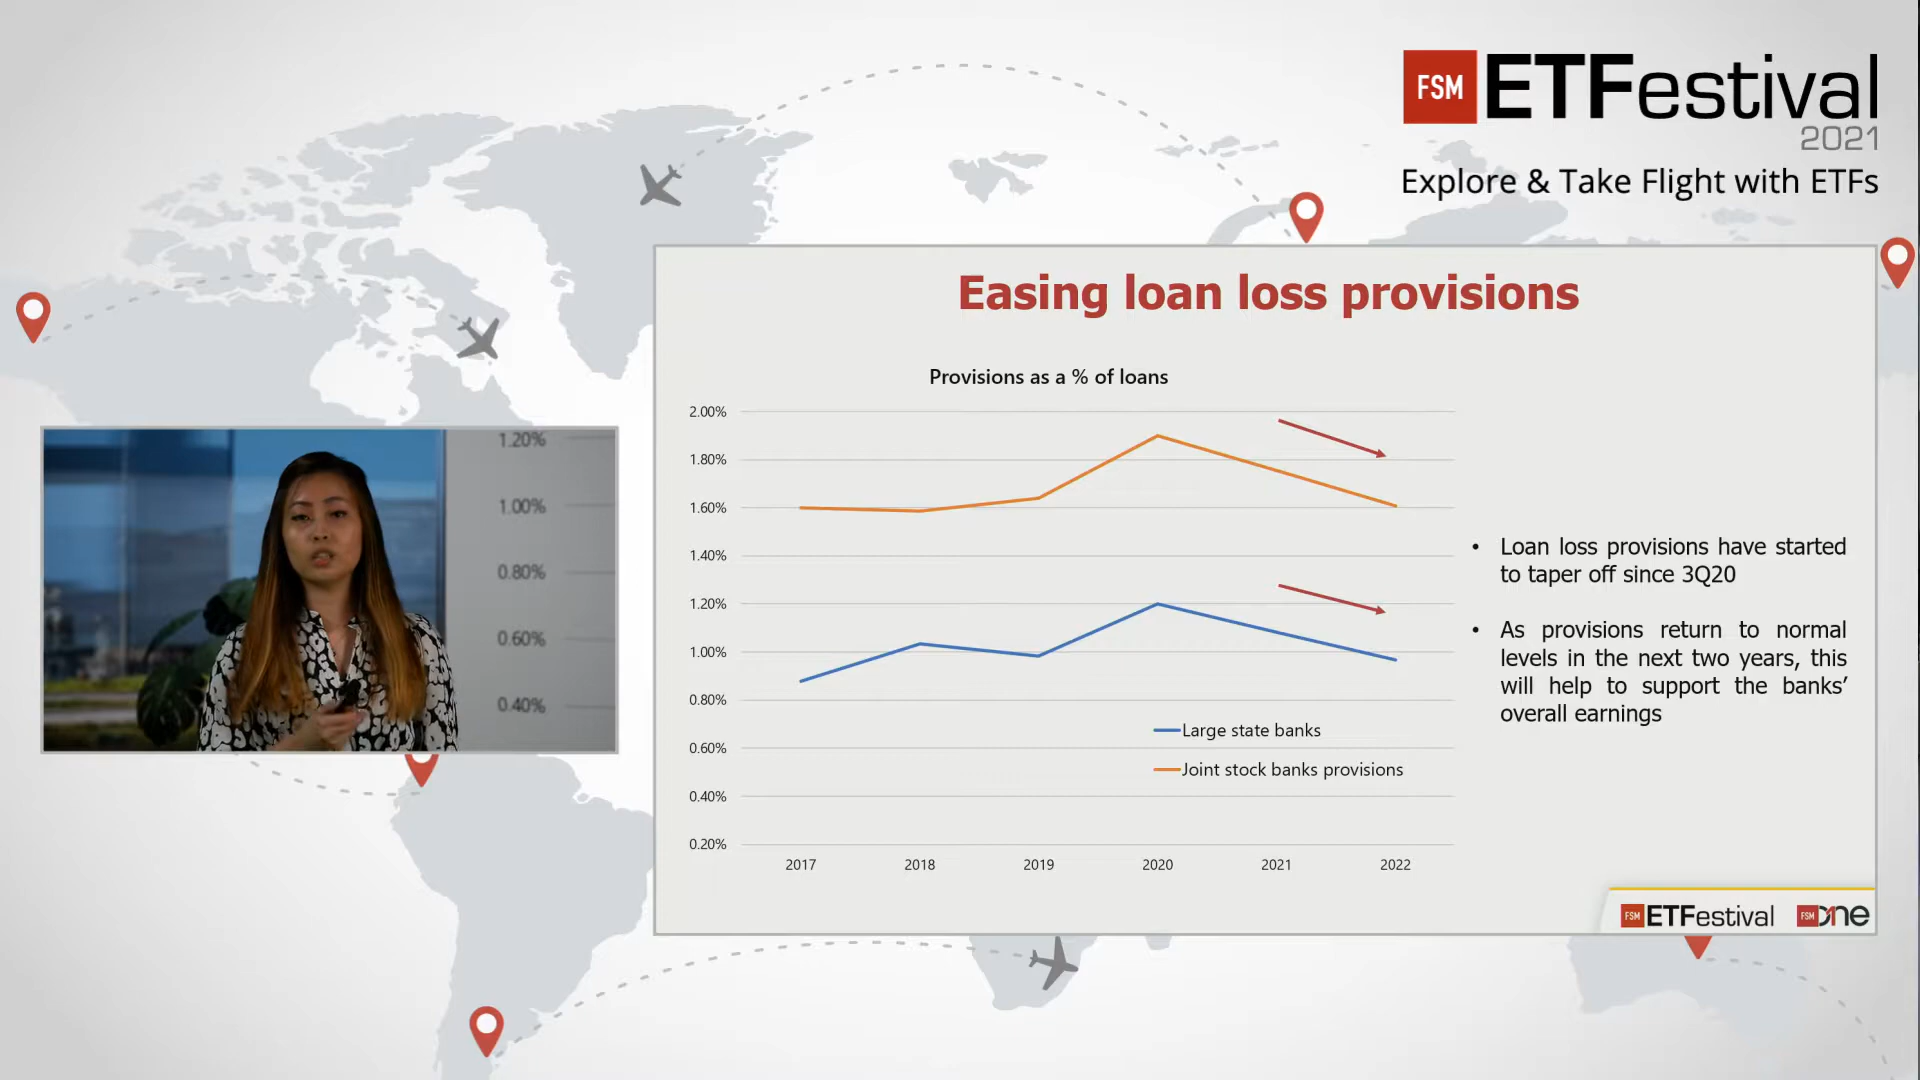 FSM ETFestival
2021
Explore & Take Flight with ETFs
Easing loan loss provisions
Provisions as a % of loans
2.00%
1.80%
1.60%
1.40%
1.20%
1.00%
0.80%
0.60%
0.40%
0.20%
2017 2018 2019 2020 2021 2022
Large state banks
Joint stock banks provisions
• Loan loss provisions have started
to taper off since 3Q20
• As provisions return to normal
levels in the next two years, this
will help to support the banks’
overall earnings
1.20%
1.00%
0.80%
0.60%
0.40%
FSM ETFestival FSM One